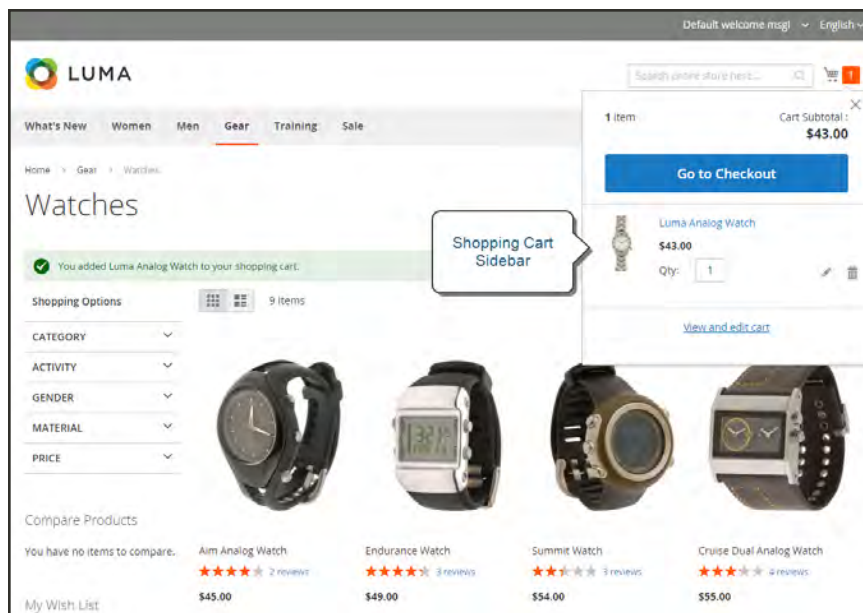 Default welcome msg! English
LUMA
Search entire store here...
1
What's New Women Men Gear Training Sale
1 item
Cart Subtotal :
$43.00
Go to Checkout
Home > Gear > Watches
Watches
Luma Analog Watch
$43.00
Qty: 1
Shopping Cart
Sidebar
You added Luma Analog Watch to your shopping cart.
View and edit cart
Shopping Options
9 items
CATEGORY
ACTIVITY
GENDER
MATERIAL
PRICE
Compare Products
You have no items to compare.
My Wish List
Aim Analog Watch
2 reviews
$45.00
Endurance Watch
3 reviews
$49.00
Summit Watch
3 reviews
$54.00
Cruise Dual Analog Watch
4 reviews
$55.00